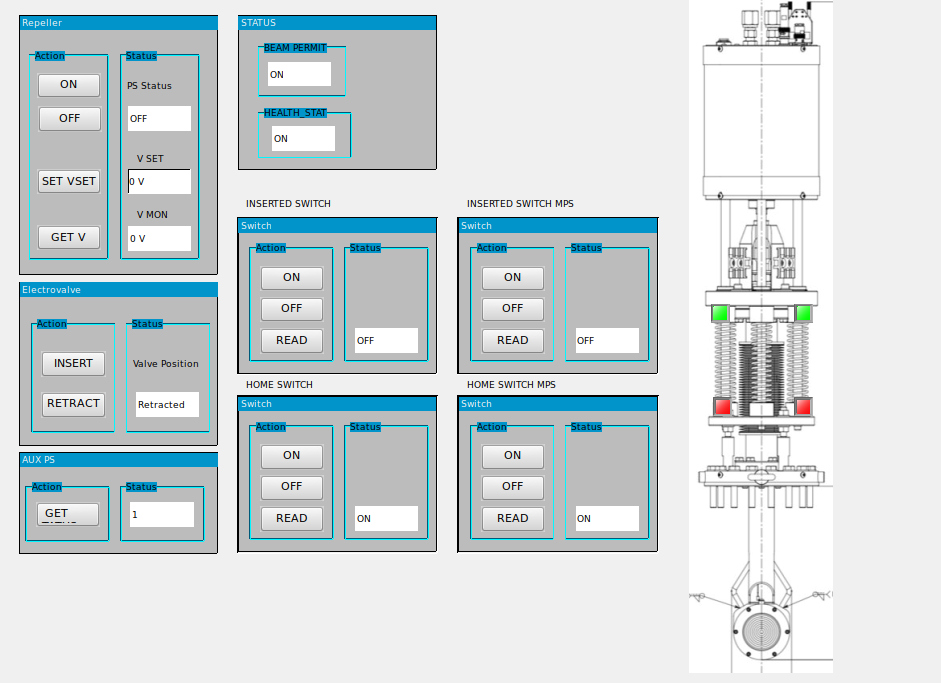 Repeller
Action
ON
OFF
SET VSET
GET V
Status
PS Status
OFF
V SET
0 V
V MON
0 V
Electrovalve
Action
INSERT
RETRACT
Status
Valve Position
Retracted
AUX PS
Action
GET
Status
1
STATUS
BEAM PERMIT
ON
HEALTH_STAT
ON
INSERTED SWITCH
Switch
Action
ON
OFF
READ
Status
OFF
INSERTED SWITCH MPS
Switch
Action
ON
OFF
READ
Status
OFF
HOME SWITCH
Switch
Action
ON
OFF
READ
Status
ON
HOME SWITCH MPS
Switch
Action
ON
OFF
READ
Status
ON